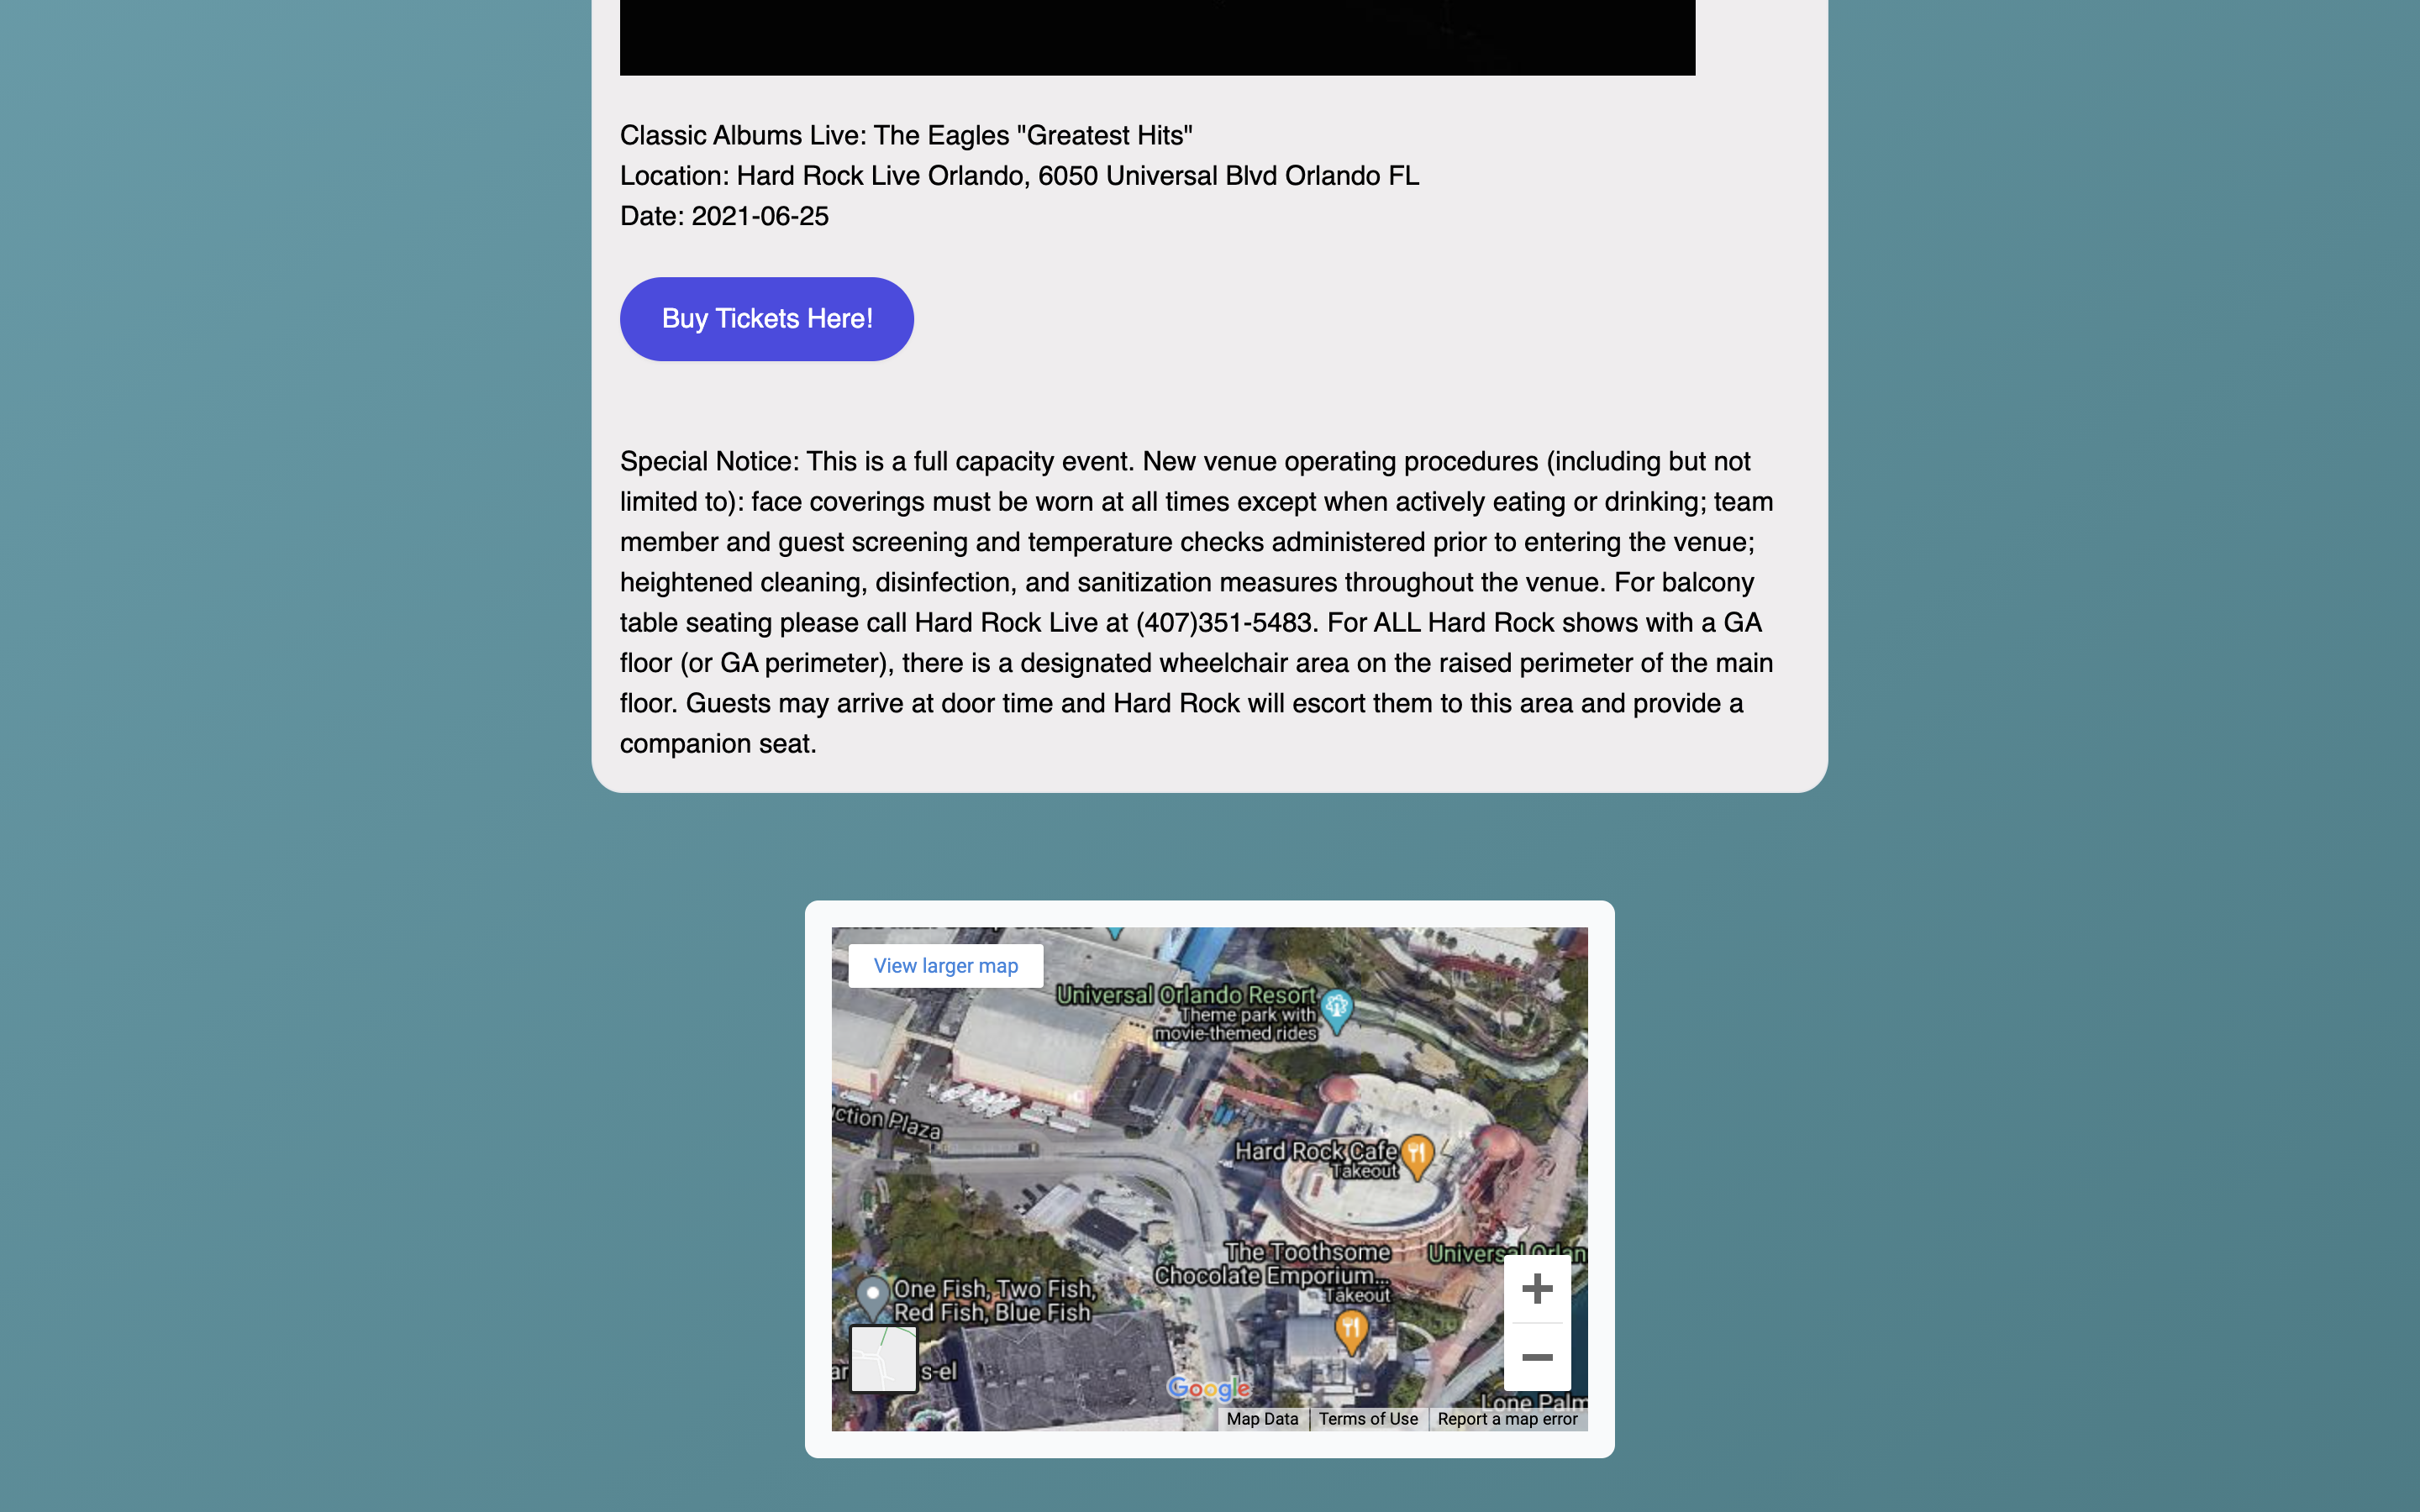 Classic Albums Live: The Eagles "Greatest Hits"
Location: Hard Rock Live Orlando, 6050 Universal Blvd Orlando FL
Date: 2021-06-25
Buy Tickets Here!
Special Notice: This is a full capacity event. New venue operating procedures (including but not
limited to): face coverings must be worn at all times except when actively eating or drinking; team
member and guest screening and temperature checks administered prior to entering the venue;
heightened cleaning, disinfection, and sanitization measures throughout the venue. For balcony
table seating please call Hard Rock Live at (407)351-5483. For ALL Hard Rock shows with a GA
floor (or GA perimeter), there is a designated wheelchair area on the raised perimeter of the main
floor. Guests may arrive at door time and Hard Rock will escort them to this area and provide a
companion seat.
View larger map
Universal Orlando Resort
Theme park with
movie-themed rides
ction Plaza
Hard Rock Cafe
Takeout
The Toothsome
Chocolate Emporium...
Takeout
Universal Orlan
One Fish, Two Fish,
Red Fish, Blue Fish
s-el
Google
Lone Palm
Map Data
Terms of Use
Report a map error